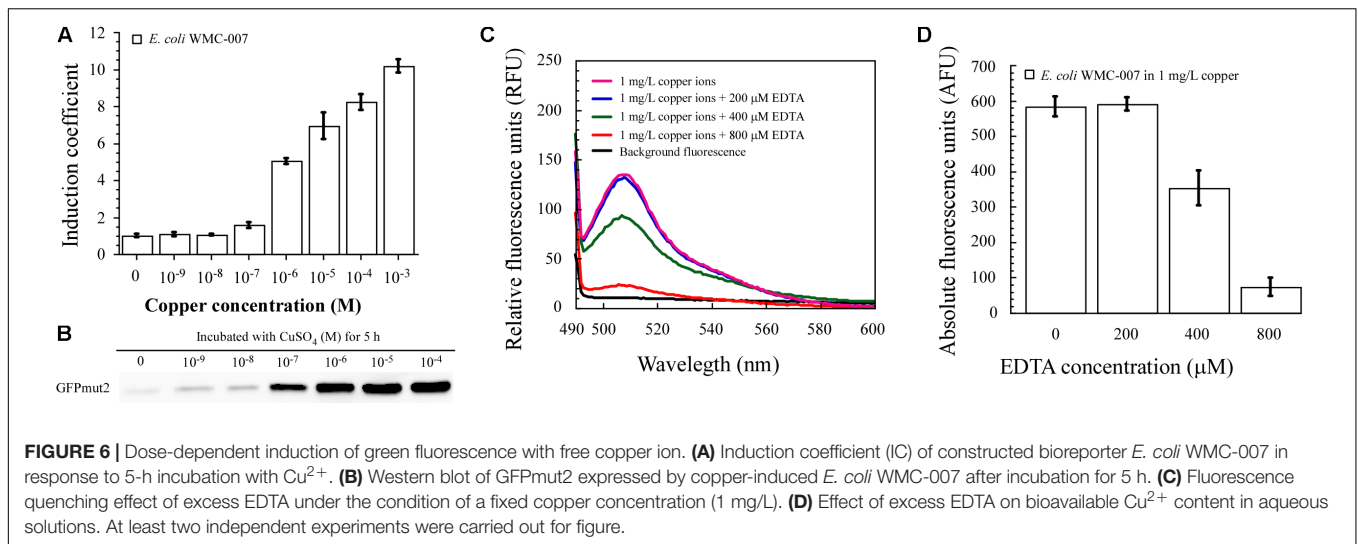 A
E. coli WMC-007
Induction coefficient
12
10
8
6
4
2
0
0 10⁻⁹ 10⁻⁸ 10⁻⁷ 10⁻⁶ 10⁻⁵ 10⁻⁴ 10⁻³
Copper concentration (M)
B
Incubated with CuSO₄ (M) for 5 h
0 10⁻⁹ 10⁻⁸ 10⁻⁷ 10⁻⁶ 10⁻⁵ 10⁻⁴
GFPmut2
C
Relative fluorescence units (RFU)
250
200
150
100
50
0
1 mg/L copper ions
1 mg/L copper ions + 200 μM EDTA
1 mg/L copper ions + 400 μM EDTA
1 mg/L copper ions + 800 μM EDTA
Background fluorescence
490 500 520 540 560 580 600
Wavelegth (nm)
D
Absolute fluorescence units (AFU)
700
600
500
400
300
200
100
0
E. coli WMC-007 in 1 mg/L copper
0 200 400 800
EDTA concentration (μM)
FIGURE 6 | Dose-dependent induction of green fluorescence with free copper ion. (A) Induction coefficient (IC) of constructed bioreporter E. coli WMC-007 in
response to 5-h incubation with Cu²⁺. (B) Western blot of GFPmut2 expressed by copper-induced E. coli WMC-007 after incubation for 5 h. (C) Fluorescence
quenching effect of excess EDTA under the condition of a fixed copper concentration (1 mg/L). (D) Effect of excess EDTA on bioavailable Cu²⁺ content in aqueous
solutions. At least two independent experiments were carried out for figure.